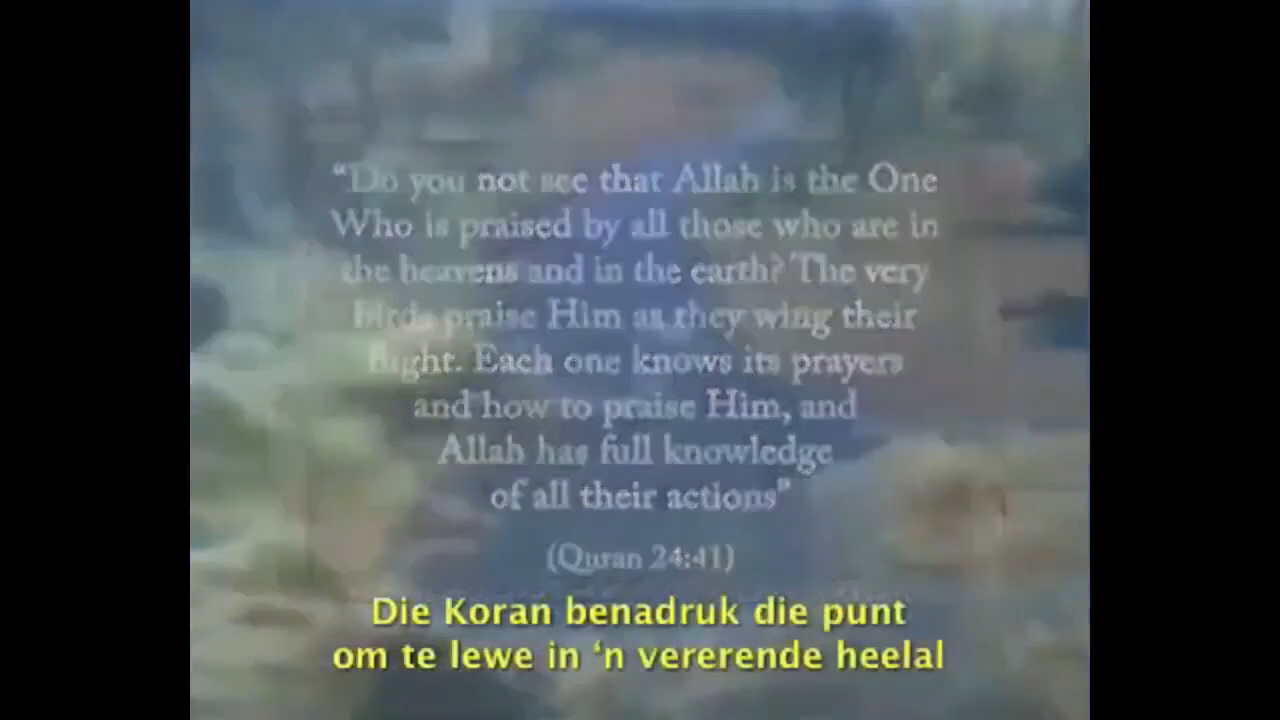 “Do you not see that Allah is the One
Who is praised by all those who are in
the heavens and in the earth? The very
birds praise Him as they wing their
flight. Each one knows its prayers
and how to praise Him, and
Allah has full knowledge
of all their actions”
(Quran 24:41)
Die Koran benadruk die punt
om te lewe in ‘n vererende heelal